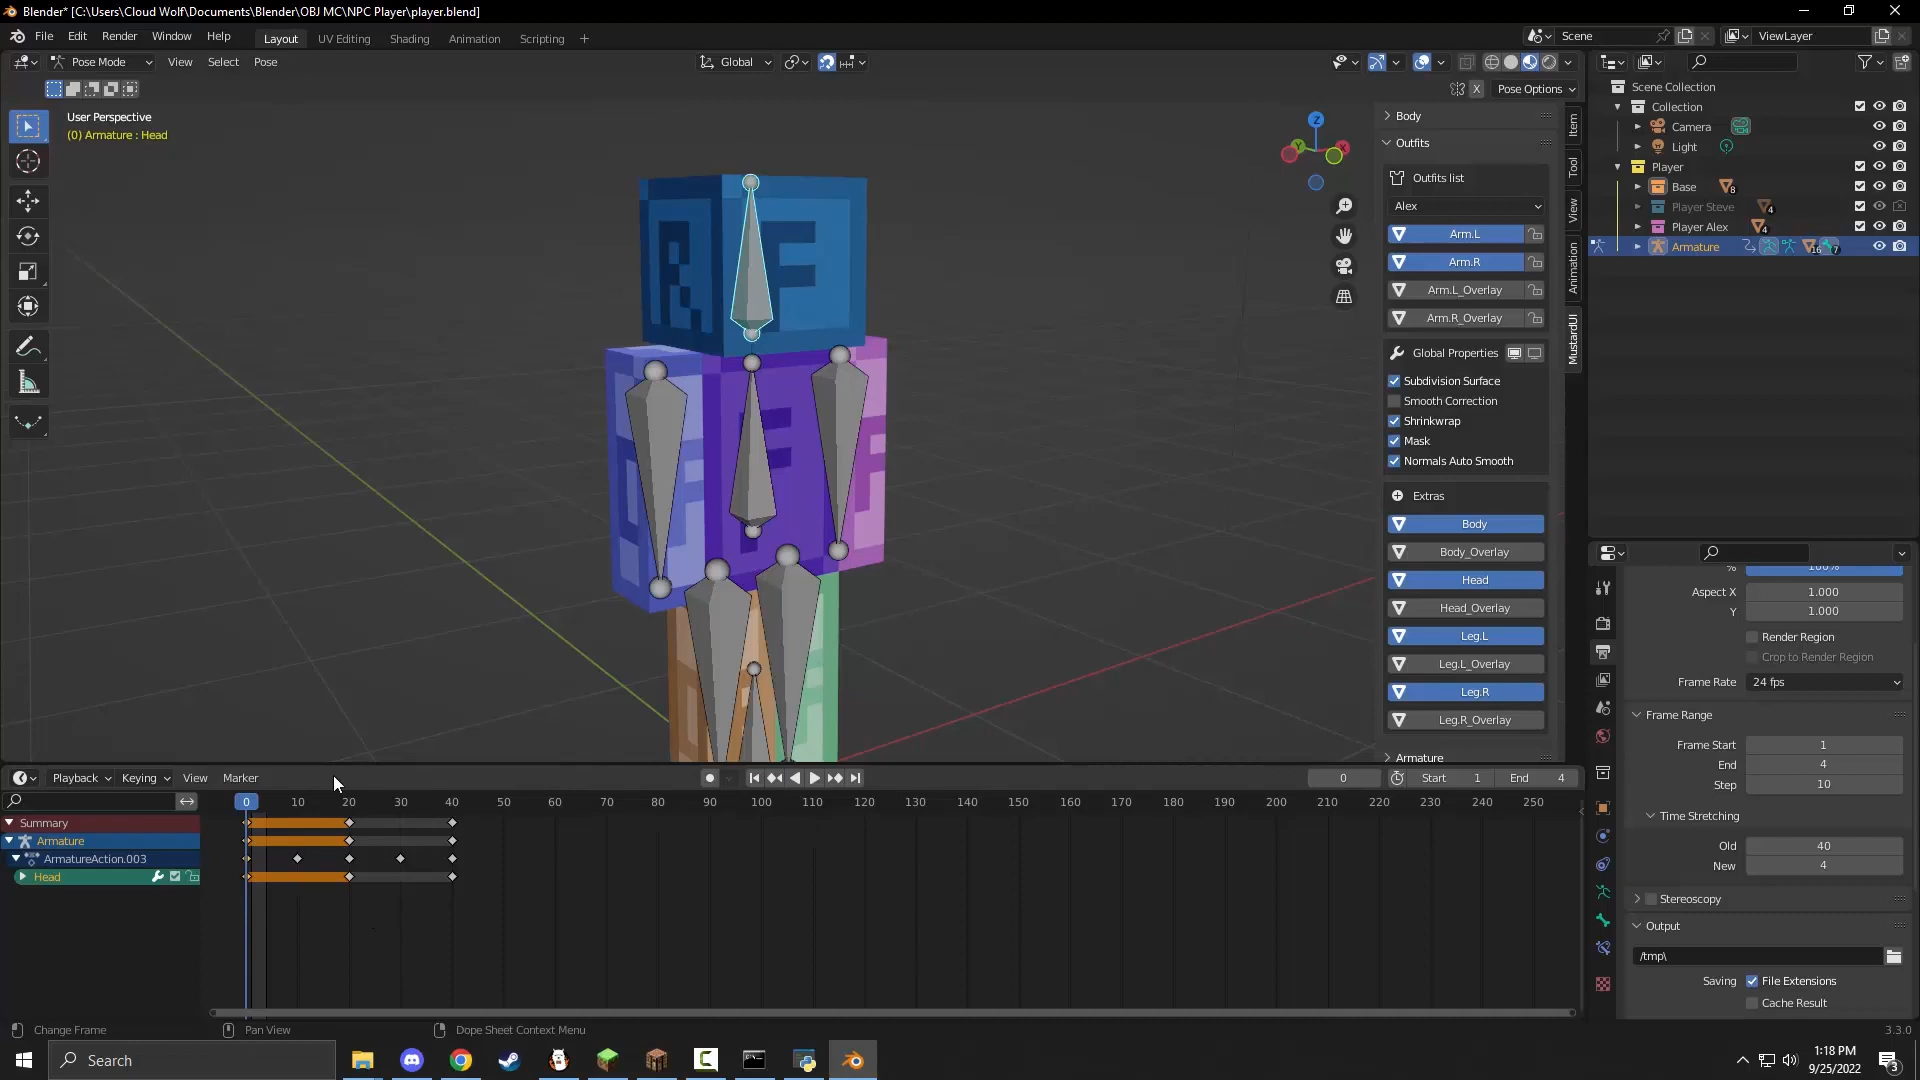 Blender* [C:\Users\Cloud Wolf\Documents\Blender\OBJ MC\NPC Player\player.blend]
File Edit Render Window Help Layout UV Editing Shading Animation Scripting + Scene ViewLayer
Pose Mode View Select Pose Global
X Pose Options
User Perspective
(0) Armature : Head
Z
Y
X
F
F
Item
Tool
View
Animation
MustardUI
Body
Outfits
Outfits list
Alex
Arm.L
Arm.R
Arm.L_Overlay
Arm.R_Overlay
Global Properties
Subdivision Surface
Smooth Correction
Shrinkwrap
Mask
Normals Auto Smooth
Extras
Body
Body_Overlay
Head
Head_Overlay
Leg.L
Leg.L_Overlay
Leg.R
Leg.R_Overlay
Armature
Scene Collection
Collection
Camera
Light
Player
Base 8
Player Steve 4
Player Alex 4
Armature 16 7
% 100%
Aspect X 1.000
Y 1.000
Render Region
Crop to Render Region
Frame Rate 24 fps
Frame Range
Frame Start 1
End 4
Step 10
Time Stretching
Old 40
New 4
Stereoscopy
Output
/tmp\
Saving File Extensions
Cache Result
Playback Keying View Marker 0 Start 1 End 4
0 10 20 30 40 50 60 70 80 90 100 110 120 130 140 150 160 170 180 190 200 210 220 230 240 250
Summary
Armature
ArmatureAction.003
Head
Change Frame Pan View Dope Sheet Context Menu 3.3.0
Search
1:18 PM
9/25/2022
3